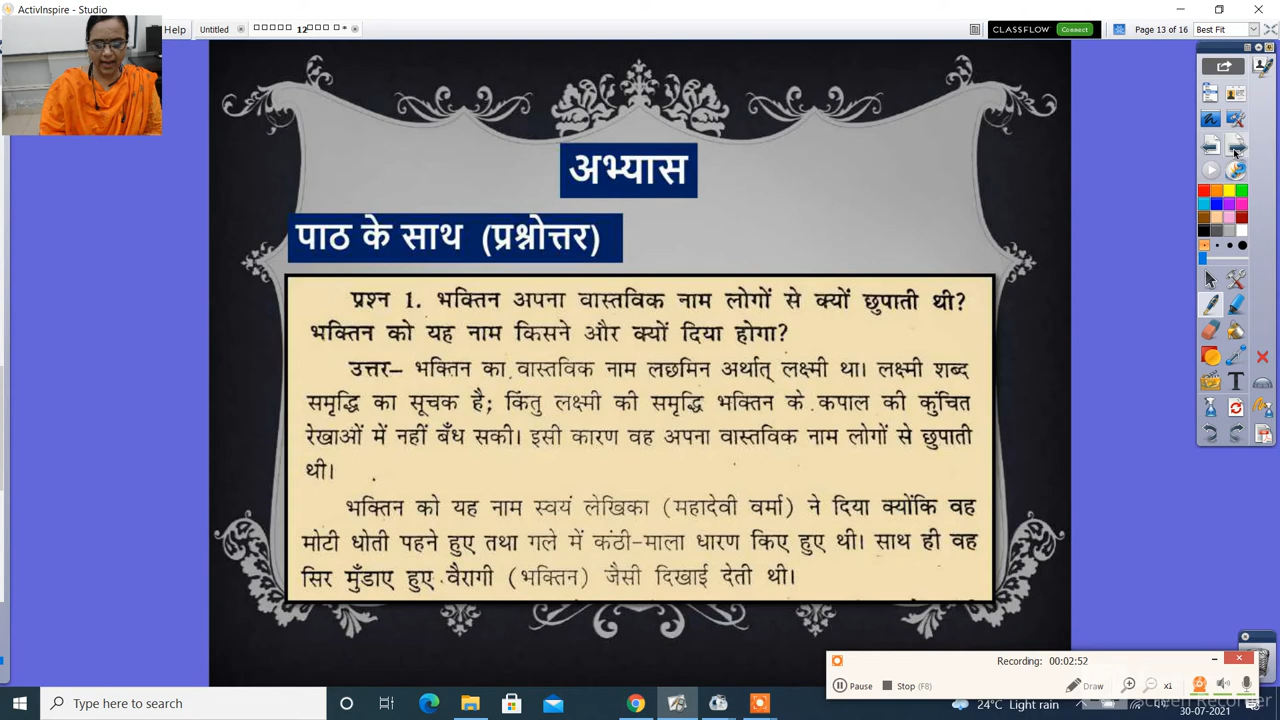 ActivInspire - Studio
Help
Untitled
12
CLASSFLOW Connect
Page 13 of 16
Best Fit
अभ्यास
पाठ के साथ (प्रश्नोत्तर)
प्रश्न 1. भक्तिन अपना वास्तविक नाम लोगों से क्यों छुपाती थी?
भक्तिन को यह नाम किसने और क्यों दिया होगा?
उत्तर– भक्तिन का वास्तविक नाम लछमिन अर्थात् लक्ष्मी था। लक्ष्मी शब्द
समृद्धि का सूचक है; किंतु लक्ष्मी की समृद्धि भक्तिन के कपाल की कुंचित
रेखाओं में नहीं बँध सकी। इसी कारण वह अपना वास्तविक नाम लोगों से छुपाती
थी।
भक्तिन को यह नाम स्वयं लेखिका (महादेवी वर्मा) ने दिया क्योंकि वह
मोटी धोती पहने हुए तथा गले में कंठी-माला धारण किए हुए थी। साथ ही वह
सिर मुँडाए हुए वैरागी (भक्तिन) जैसी दिखाई देती थी।
Recording: 00:02:52
Pause
Stop (F8)
x1
Draw
Type here to search
24°C Light rain
30-07-2021